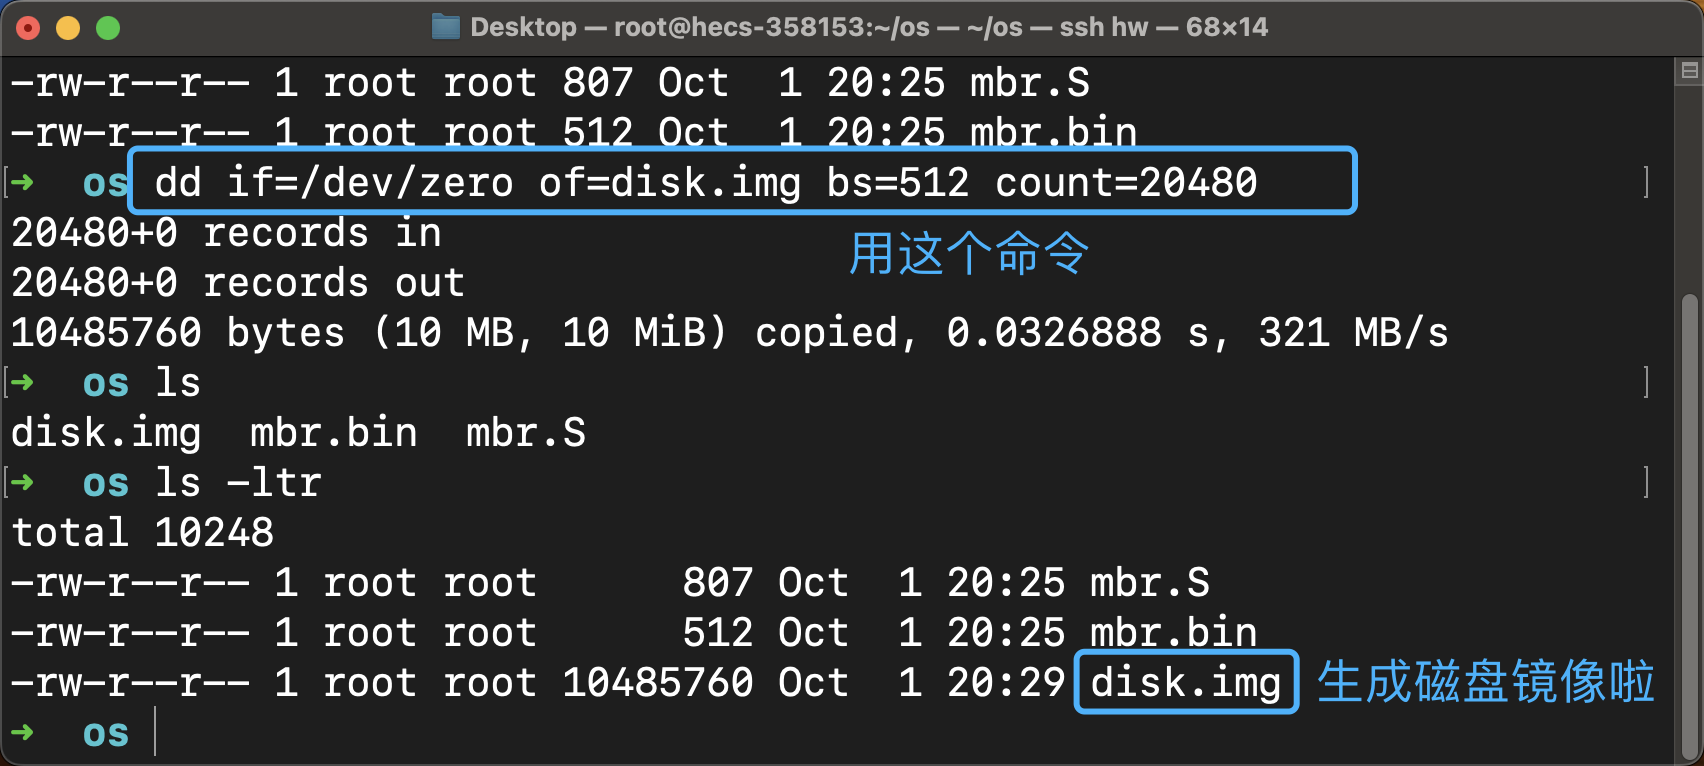 Desktop — root@hecs-358153:~/os — ~/os — ssh hw — 68×14
-rw-r--r-- 1 root root 807 Oct  1 20:25 mbr.S
-rw-r--r-- 1 root root 512 Oct  1 20:25 mbr.bin
[➜  os dd if=/dev/zero of=disk.img bs=512 count=20480 ]
20480+0 records in
用这个命令
20480+0 records out
10485760 bytes (10 MB, 10 MiB) copied, 0.0326888 s, 321 MB/s
[➜  os ls ]
disk.img  mbr.bin  mbr.S
[➜  os ls -ltr ]
total 10248
-rw-r--r-- 1 root root      807 Oct  1 20:25 mbr.S
-rw-r--r-- 1 root root      512 Oct  1 20:25 mbr.bin
-rw-r--r-- 1 root root 10485760 Oct  1 20:29 disk.img 生成磁盘镜像啦
➜  os